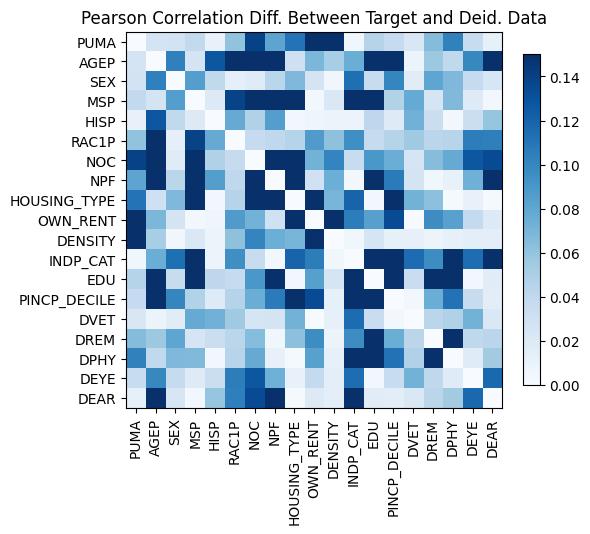 Pearson Correlation Diff. Between Target and Deid. Data
PUMA
AGEP
SEX
MSP
HISP
RAC1P
NOC
NPF
HOUSING_TYPE
OWN_RENT
DENSITY
INDP_CAT
EDU
PINCP_DECILE
DVET
DREM
DPHY
DEYE
DEAR
0.14
0.12
0.10
0.08
0.06
0.04
0.02
0.00
PUMA
AGEP
SEX
MSP
HISP
RAC1P
NOC
NPF
HOUSING_TYPE
OWN_RENT
DENSITY
INDP_CAT
EDU
PINCP_DECILE
DVET
DREM
DPHY
DEYE
DEAR